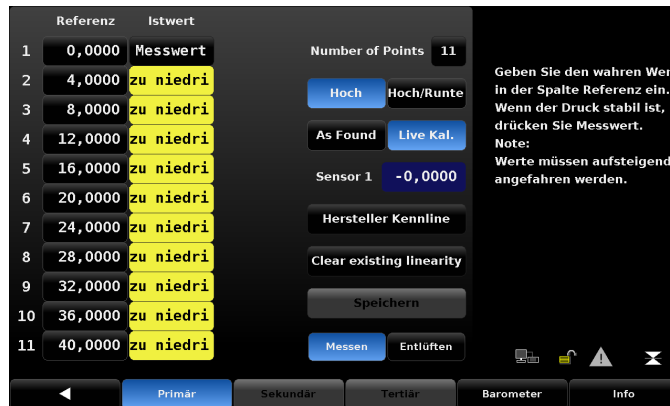 Referenz Istwert
1 0,0000 Messwert
2 4,0000 zu niedri
3 8,0000 zu niedri
4 12,0000 zu niedri
5 16,0000 zu niedri
6 20,0000 zu niedri
7 24,0000 zu niedri
8 28,0000 zu niedri
9 32,0000 zu niedri
10 36,0000 zu niedri
11 40,0000 zu niedri
Number of Points 11
Hoch Hoch/Runte
As Found Live Kal.
Sensor 1 -0,0000
Hersteller Kennline
Clear existing linearity
Speichern
Messen Entlüften
Geben Sie den wahren Wer
in der Spalte Referenz ein.
Wenn der Druck stabil ist,
drücken Sie Messwert.
Note:
Werte müssen aufsteigend
angefahren werden.
Primär Sekundär Tertiär Barometer Info